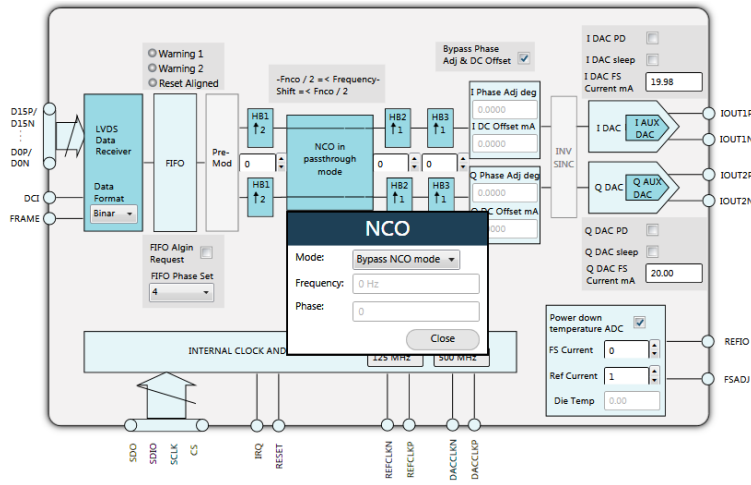 Warning 1
Warning 2
Reset Aligned
-Fnco / 2 =< Frequency-
Shift =< Fnco / 2
Bypass Phase
Adj & DC Offset
I DAC PD
I DAC sleep
I DAC FS
Current mA
19.98
D15P/
D15N
D0P/
D0N
DCI
FRAME
LVDS
Data
Receiver
Data
Format
Binar
FIFO
Pre-
Mod
HB1
2
0
HB1
2
NCO in
passthrough
mode
HB2
1
HB3
1
0
0
HB2
1
HB3
1
I Phase Adj deg
0.0000
I DC Offset mA
0.0000
Q Phase Adj deg
0.0000
DC Offset mA
0.0000
INV
SINC
I DAC
I AUX
DAC
Q DAC
Q AUX
DAC
IOUT1P
IOUT1N
IOUT2P
IOUT2N
FIFO Algin
Request
FIFO Phase Set
4
NCO
Mode:
Bypass NCO mode
Frequency:
0 Hz
Phase:
0
Close
Q DAC PD
Q DAC sleep
Q DAC FS
Current mA
20.00
INTERNAL CLOCK AND
125 MHz
500 MHz
Power down
temperature ADC
FS Current
0
Ref Current
1
Die Temp
0.00
REFIO
FSADJ
SDO
SDIO
SCLK
CS
IRQ
RESET
REFCLKN
REFCLKP
DACCLKN
DACCLKP